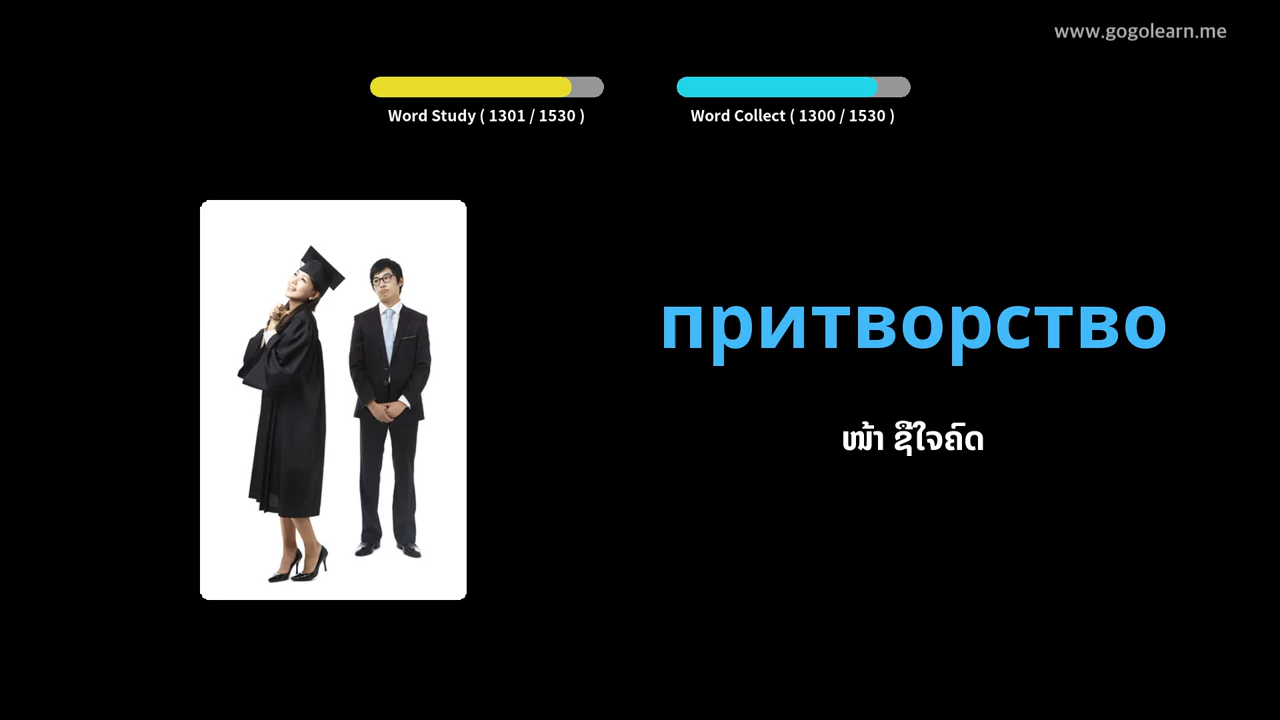 www.gogolearn.me
Word Study ( 1301 / 1530 )
Word Collect ( 1300 / 1530 )
притворство
ໜ້າ ຊື່ໃຈຄົດ